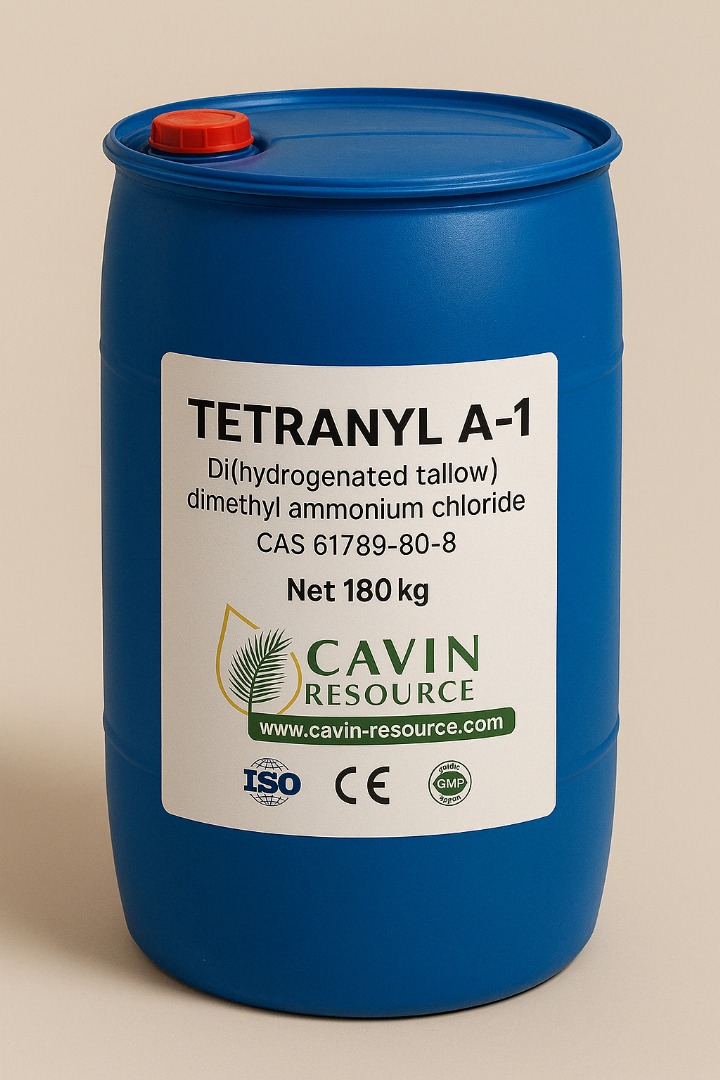 TETRANYL A-1
Di(hydrogenated tallow)
dimethyl ammonium chloride
CAS 61789-80-8
Net 180 kg
CAVIN
RESOURCE
www.cavin-resource.com
ISO CE GMP